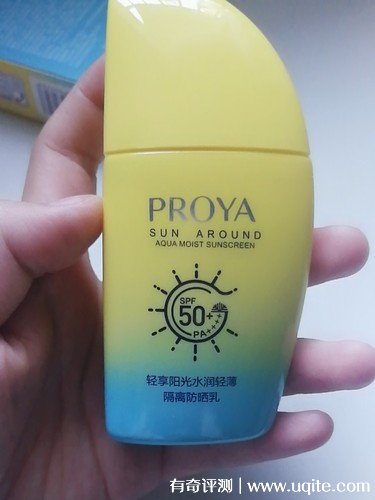 PROYA
SUN AROUND
AQUA MOIST SUNSCREEN
SPF
50+
PA++++
轻享阳光水润轻薄
隔离防晒乳
有奇评测 | www.uqite.com